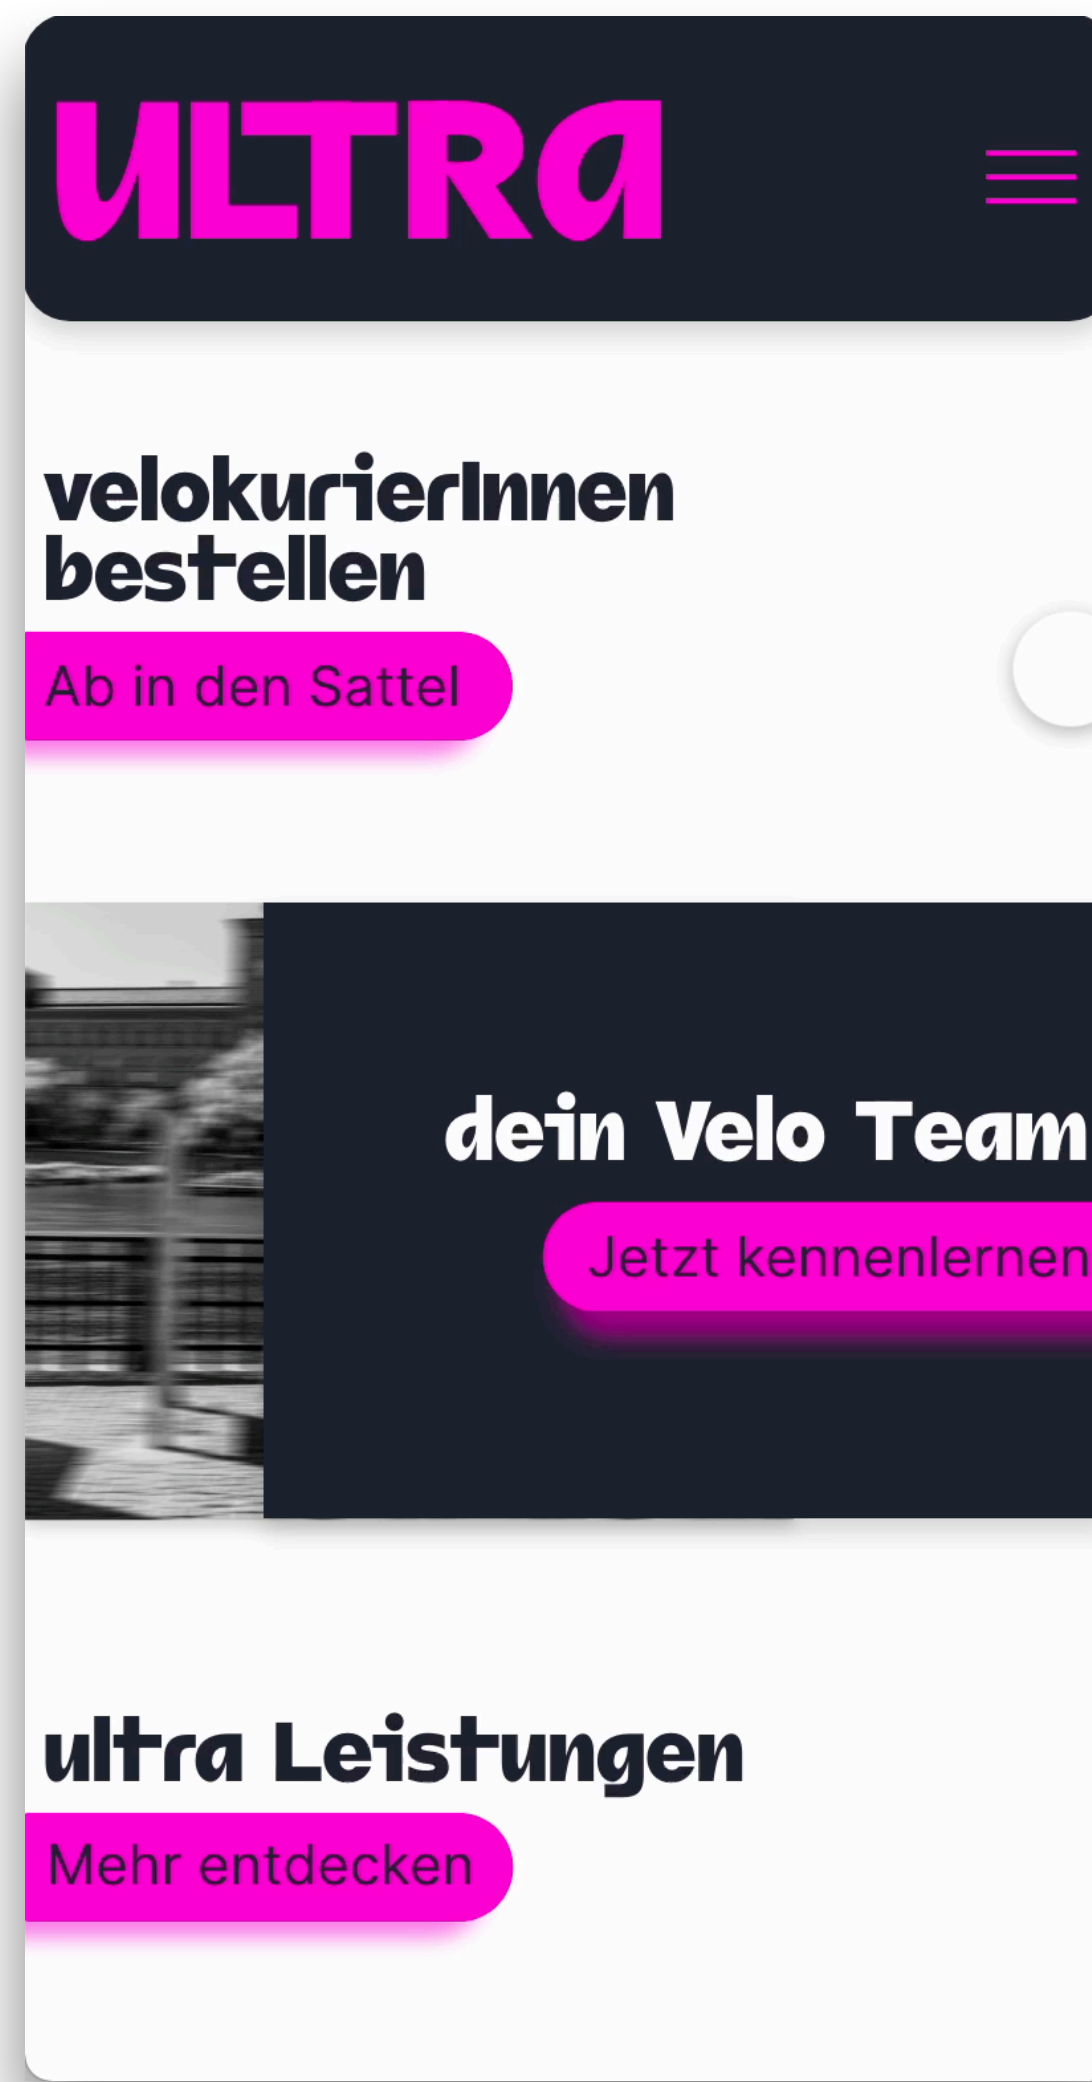 ULTRa
velokurierInnen
bestellen
Ab in den Sattel
dein Velo Team
Jetzt kennenlernen
ultra Leistungen
Mehr entdecken